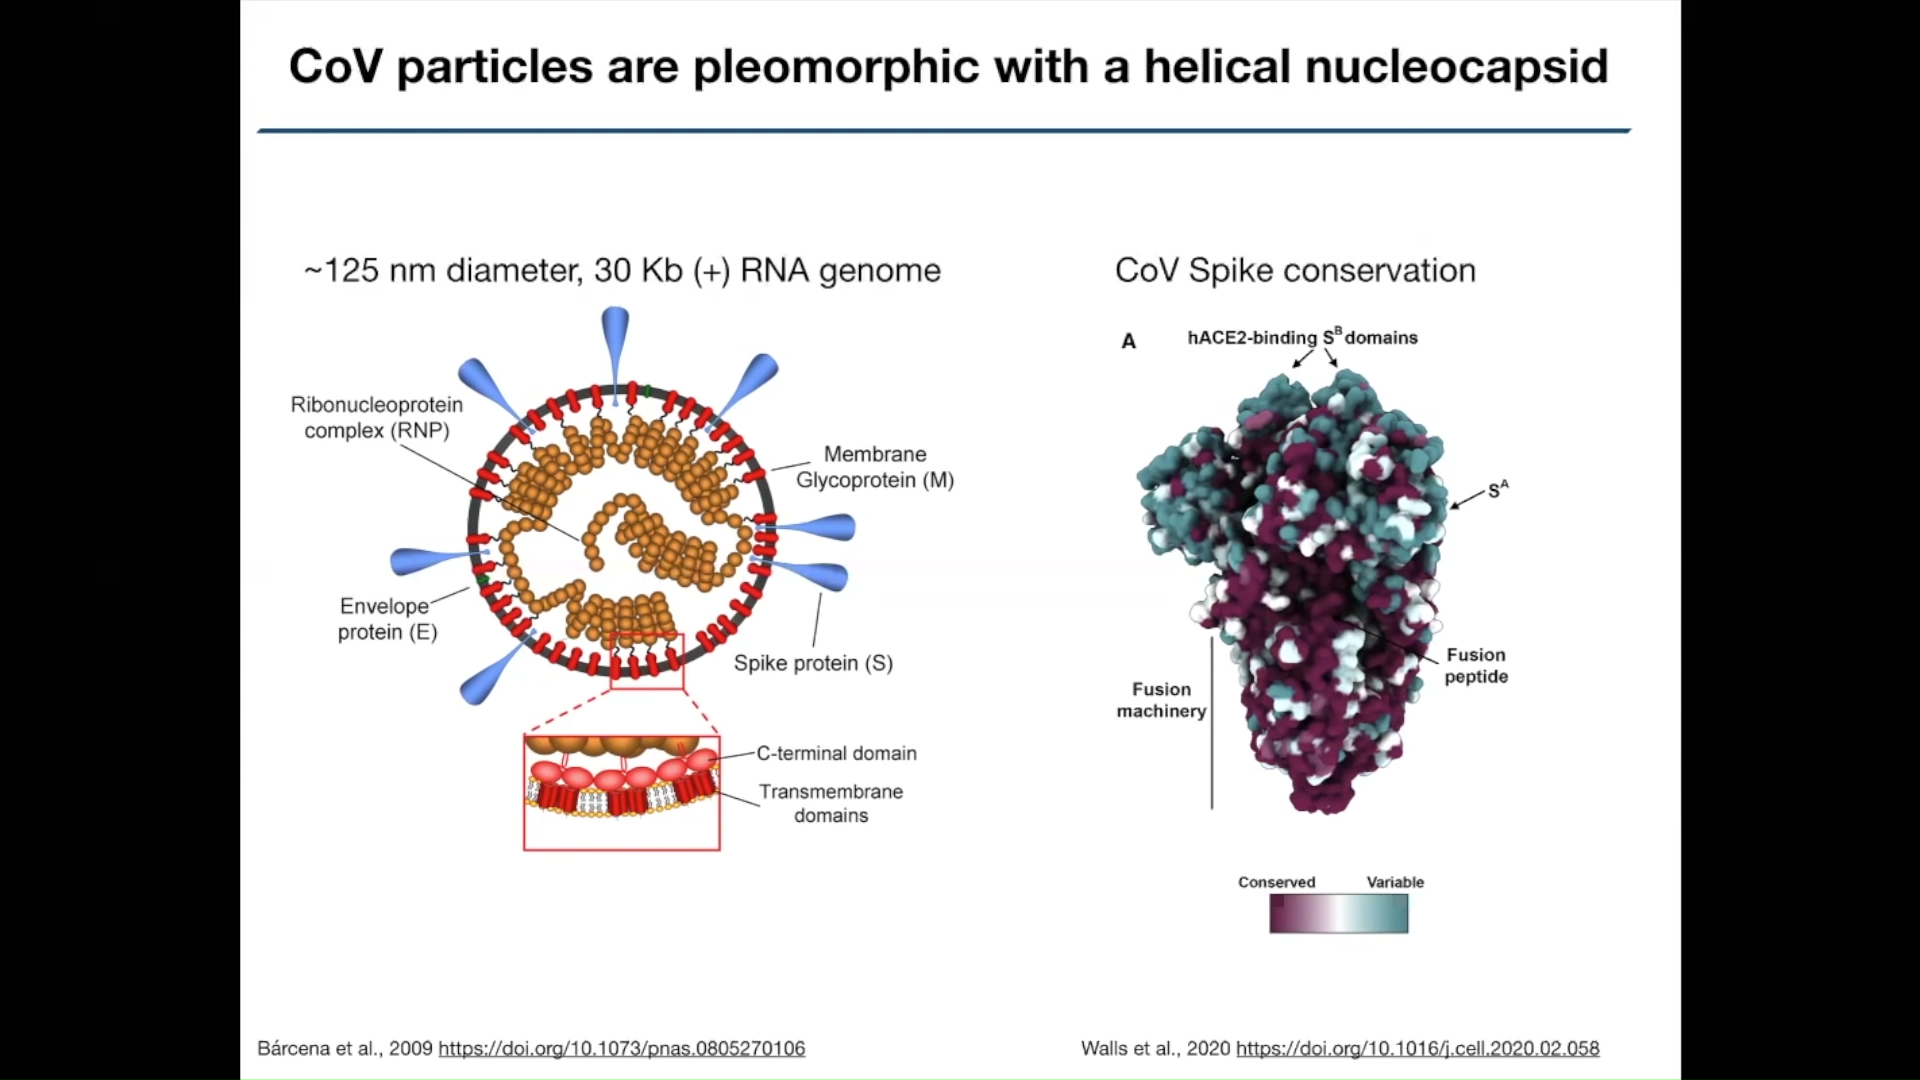 CoV particles are pleomorphic with a helical nucleocapsid
~125 nm diameter, 30 Kb (+) RNA genome
Ribonucleoprotein
complex (RNP)
Membrane
Glycoprotein (M)
Envelope
protein (E)
Spike protein (S)
C-terminal domain
Transmembrane
domains
CoV Spike conservation
A
hACE2-binding S^B domains
S^A
Fusion
peptide
Fusion
machinery
Conserved Variable
Bárcena et al., 2009 https://doi.org/10.1073/pnas.0805270106
Walls et al., 2020 https://doi.org/10.1016/j.cell.2020.02.058